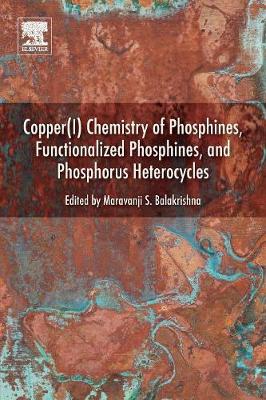 ELSEVIER
Copper(I) Chemistry of Phosphines,
Functionalized Phosphines, and
Phosphorus Heterocycles
Edited by Maravanji S. Balakrishna